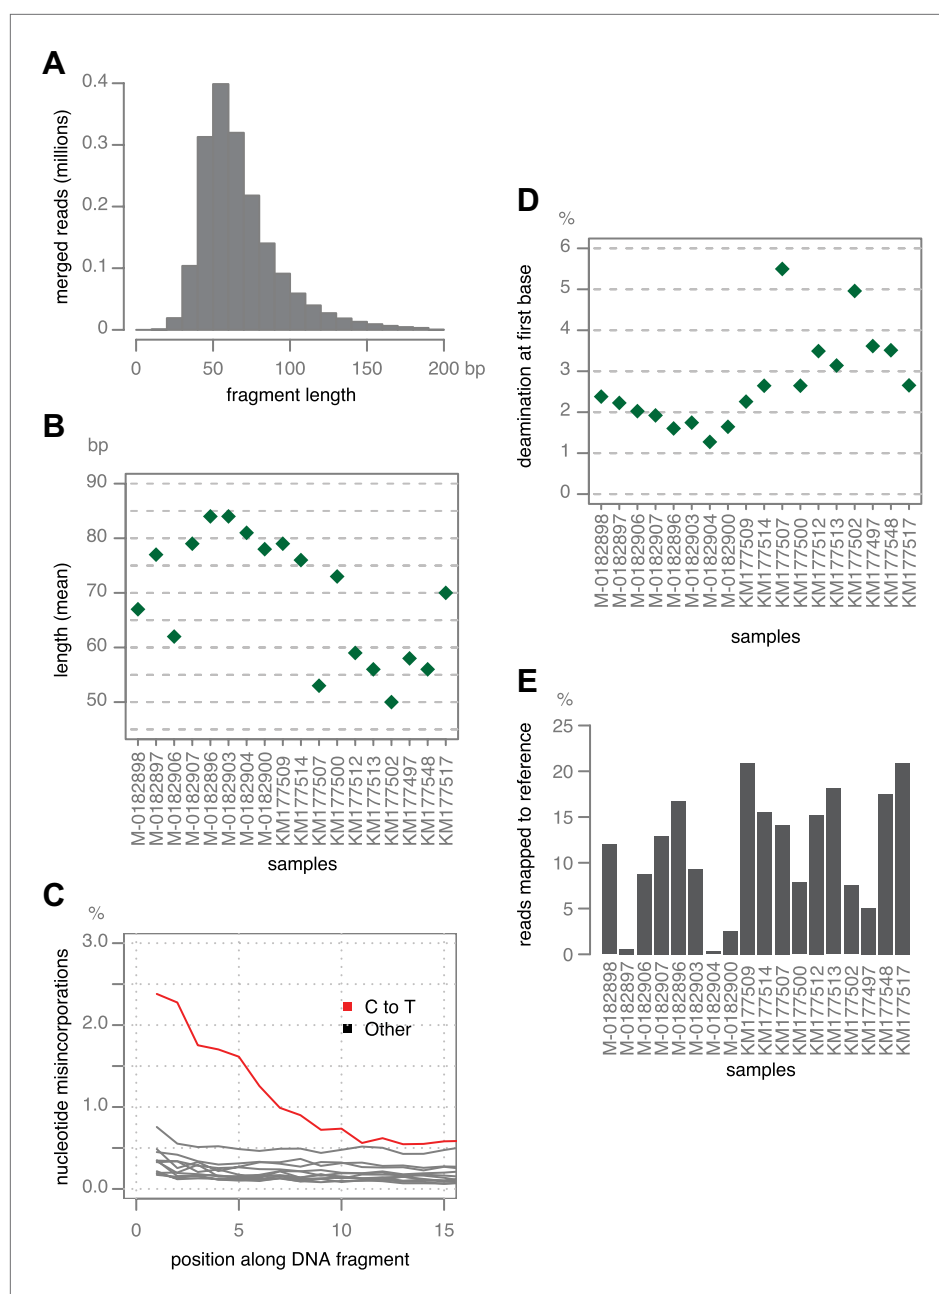 A
0.4
0.3
0.2
0.1
0
merged reads (millions)
0 50 100 150 200 bp
fragment length
B
bp
90
80
70
60
50
length (mean)
M-0182898
M-0182897
M-0182906
M-0182907
M-0182896
M-0182903
M-0182904
M-0182900
KM177509
KM177514
KM177507
KM177500
KM177512
KM177513
KM177502
KM177497
KM177548
KM177517
samples
C
%
3.0
2.0
1.0
0.0
nucleotide misincorporations
C to T
Other
0 5 10 15
position along DNA fragment
D
%
6
5
4
3
2
1
0
deamination at first base
M-0182898
M-0182897
M-0182906
M-0182907
M-0182896
M-0182903
M-0182904
M-0182900
KM177509
KM177514
KM177507
KM177500
KM177512
KM177513
KM177502
KM177497
KM177548
KM177517
samples
E
%
25
20
15
10
5
0
reads mapped to reference
M-0182898
M-0182897
M-0182906
M-0182907
M-0182896
M-0182903
M-0182904
M-0182900
KM177509
KM177514
KM177507
KM177500
KM177512
KM177513
KM177502
KM177497
KM177548
KM177517
samples